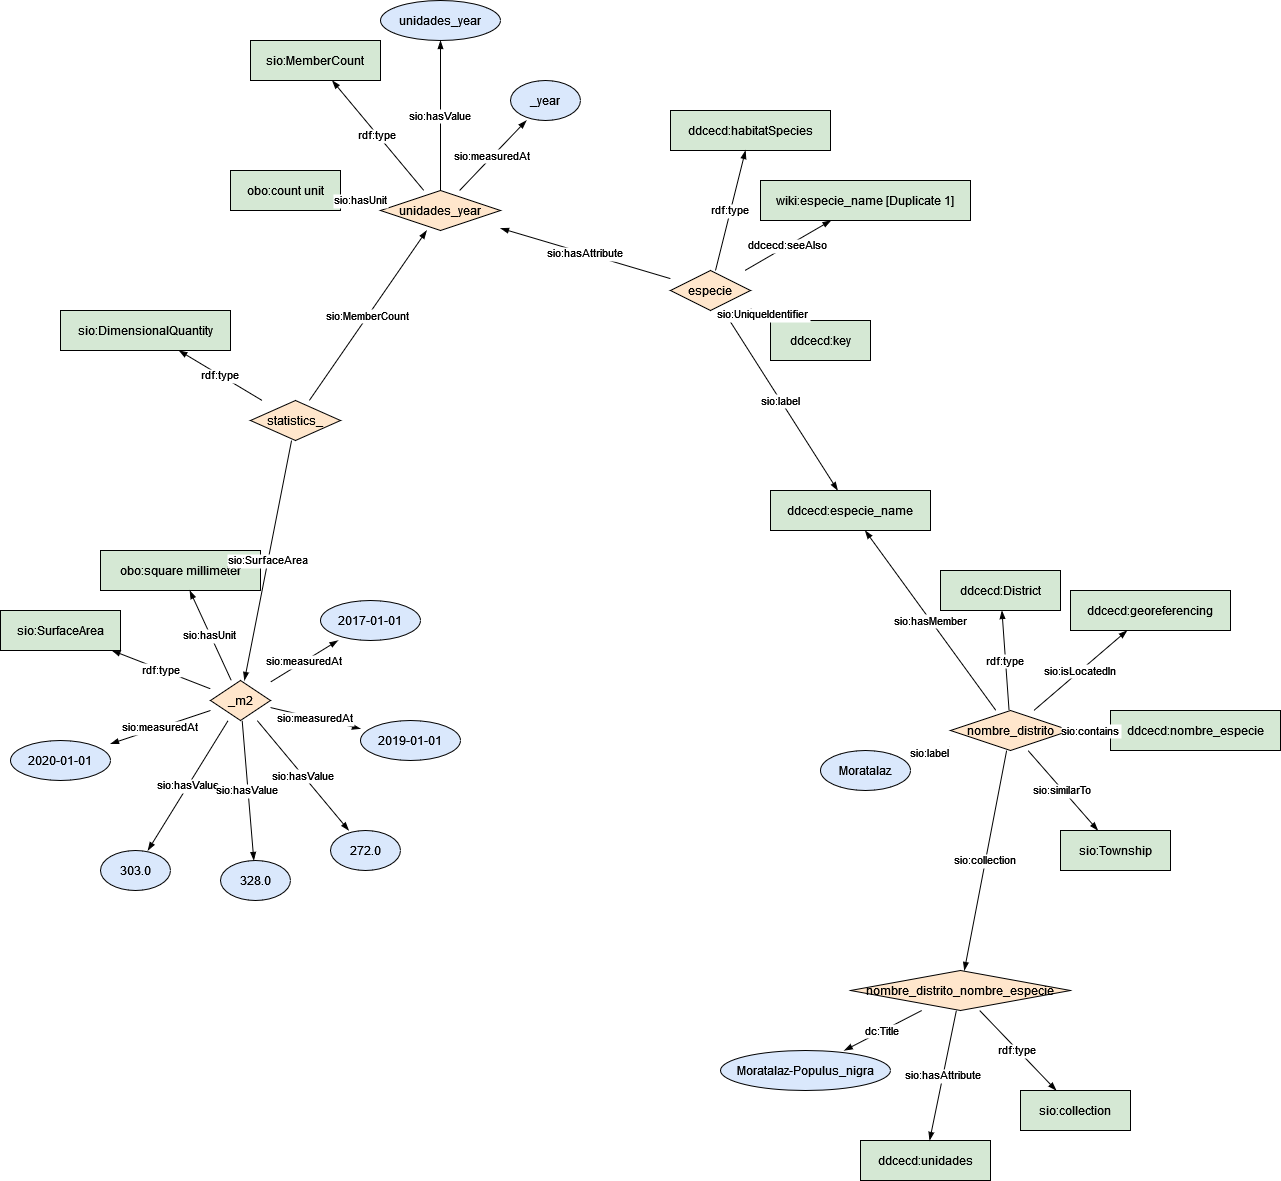 unidades_year
sio:MemberCount
_year
sio:hasValue
rdf:type
sio:measuredAt
ddcecd:habitatSpecies
obo:count unit
sio:hasUnit
unidades_year
wiki:especie_name [Duplicate 1]
rdf:type
ddcecd:seeAlso
sio:hasAttribute
especie
sio:UniqueIdentifier
ddcecd:key
sio:MemberCount
sio:DimensionalQuantity
rdf:type
sio:label
statistics_
ddcecd:especie_name
sio:SurfaceArea
obo:square millimeter
ddcecd:District
ddcecd:georeferencing
sio:hasMember
2017-01-01
sio:SurfaceArea
sio:hasUnit
sio:measuredAt
rdf:type
rdf:type
sio:isLocatedIn
_m2
sio:measuredAt
sio:measuredAt
2019-01-01
2020-01-01
nombre_distrito
sio:contains
ddcecd:nombre_especie
sio:label
Moratalaz
sio:hasValue
sio:hasValue
sio:hasValue
sio:similarTo
303.0
328.0
272.0
sio:Township
sio:collection
nombre_distrito_nombre_especie
dc:Title
rdf:type
Moratalaz-Populus_nigra
sio:hasAttribute
sio:collection
ddcecd:unidades